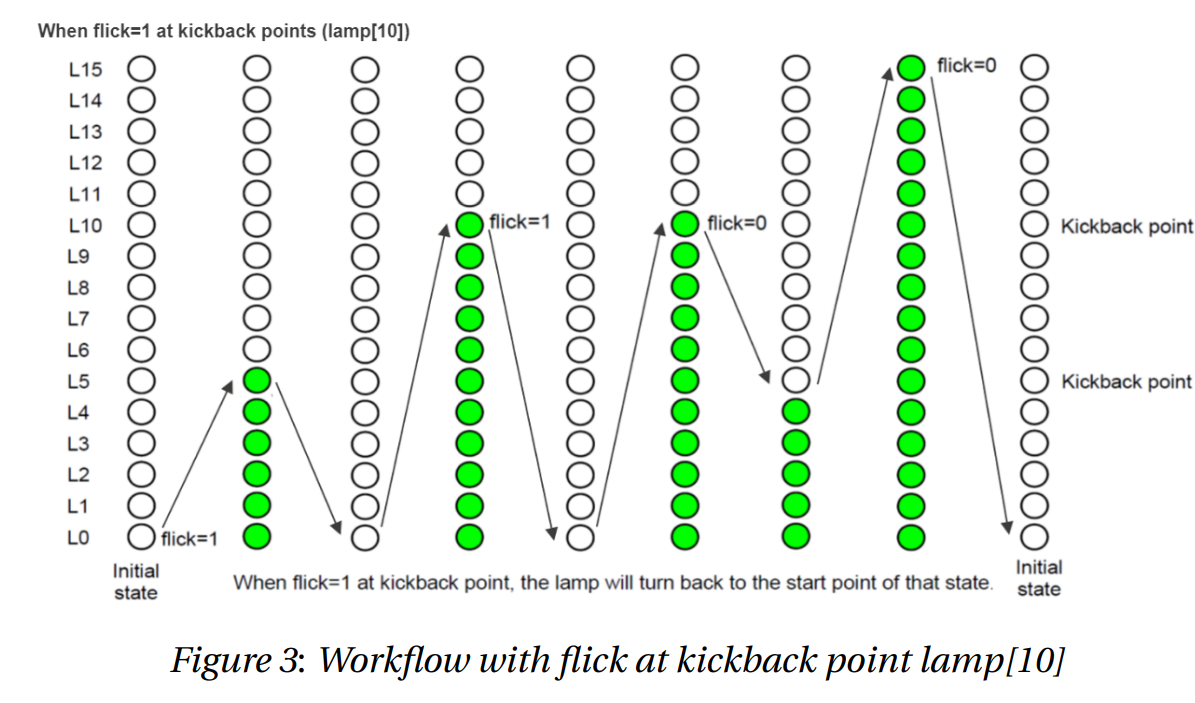 When flick=1 at kickback points (lamp[10])
L15
flick=0
L14
L13
L12
L11
L10
flick=1
flick=0
Kickback point
L9
L8
L7
L6
L5
Kickback point
L4
L3
L2
L1
L0
flick=1
Initial
state
When flick=1 at kickback point, the lamp will turn back to the start point of that state.
Initial
state
Figure 3: Workflow with flick at kickback point lamp[10]